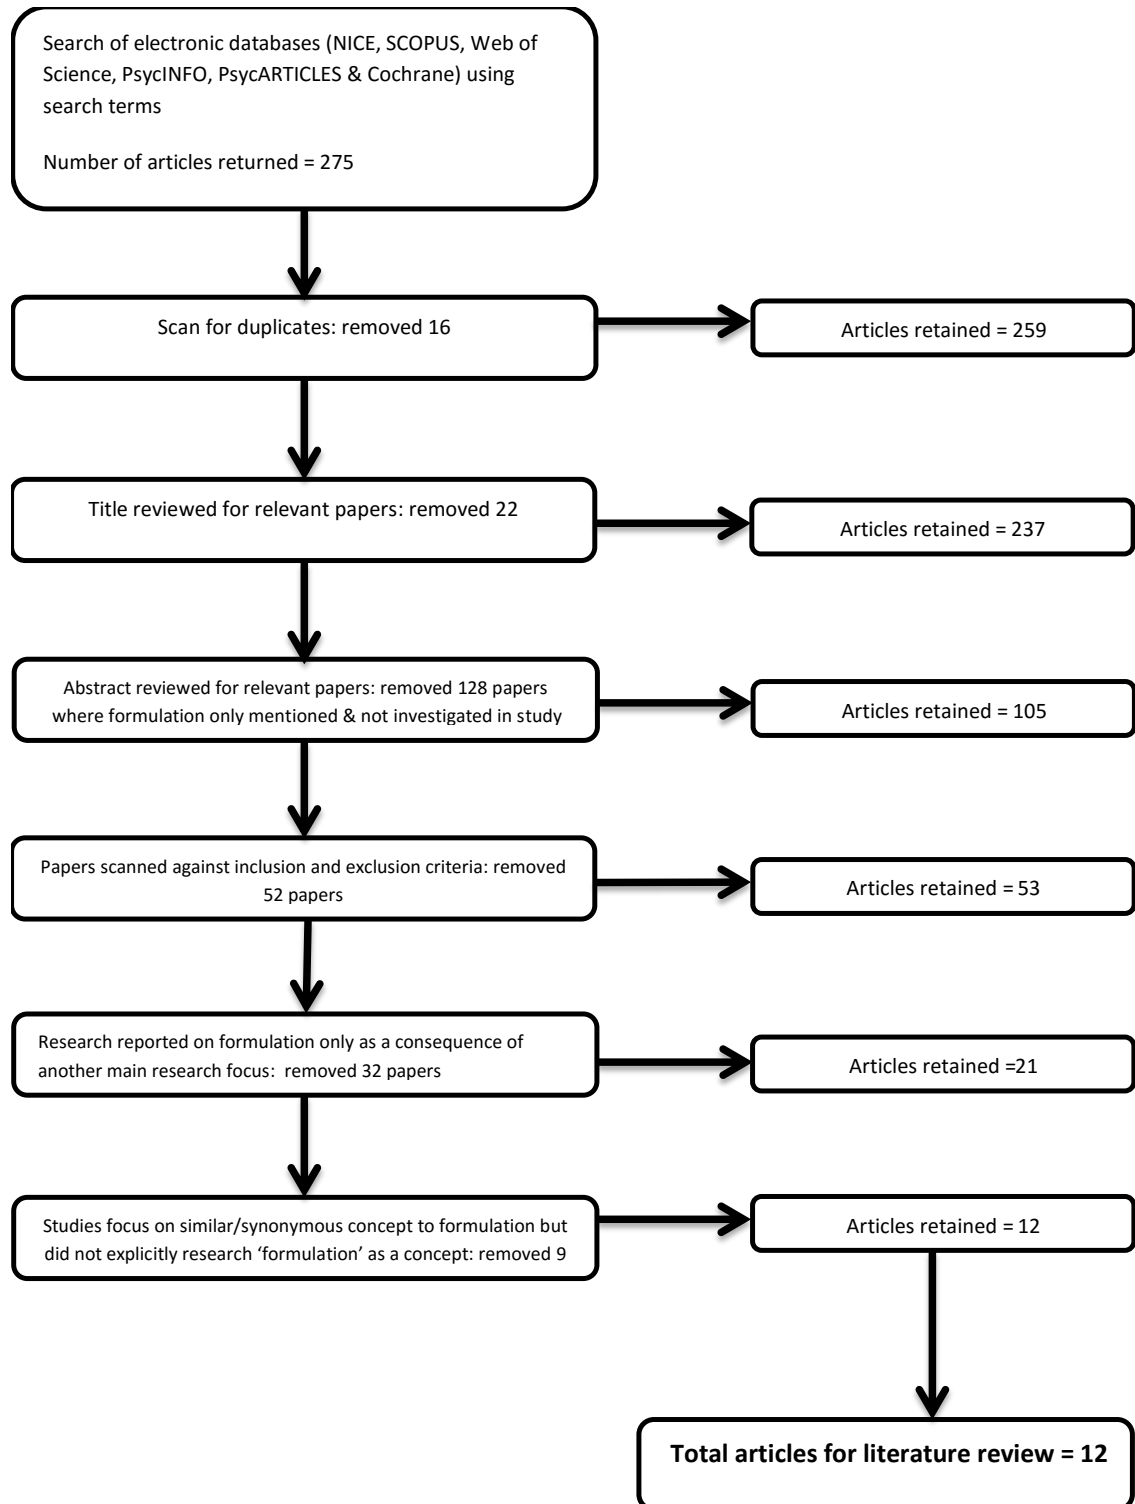 Search of electronic databases (NICE, SCOPUS, Web of
Science, PsycINFO, PsycARTICLES & Cochrane) using
search terms
Number of articles returned = 275
Scan for duplicates: removed 16
Articles retained = 259
Title reviewed for relevant papers: removed 22
Articles retained = 237
Abstract reviewed for relevant papers: removed 128 papers
where formulation only mentioned & not investigated in study
Articles retained = 105
Papers scanned against inclusion and exclusion criteria: removed
52 papers
Articles retained = 53
Research reported on formulation only as a consequence of
another main research focus:  removed 32 papers
Articles retained =21
Studies focus on similar/synonymous concept to formulation but
did not explicitly research ‘formulation’ as a concept: removed 9
Articles retained = 12
Total articles for literature review = 12